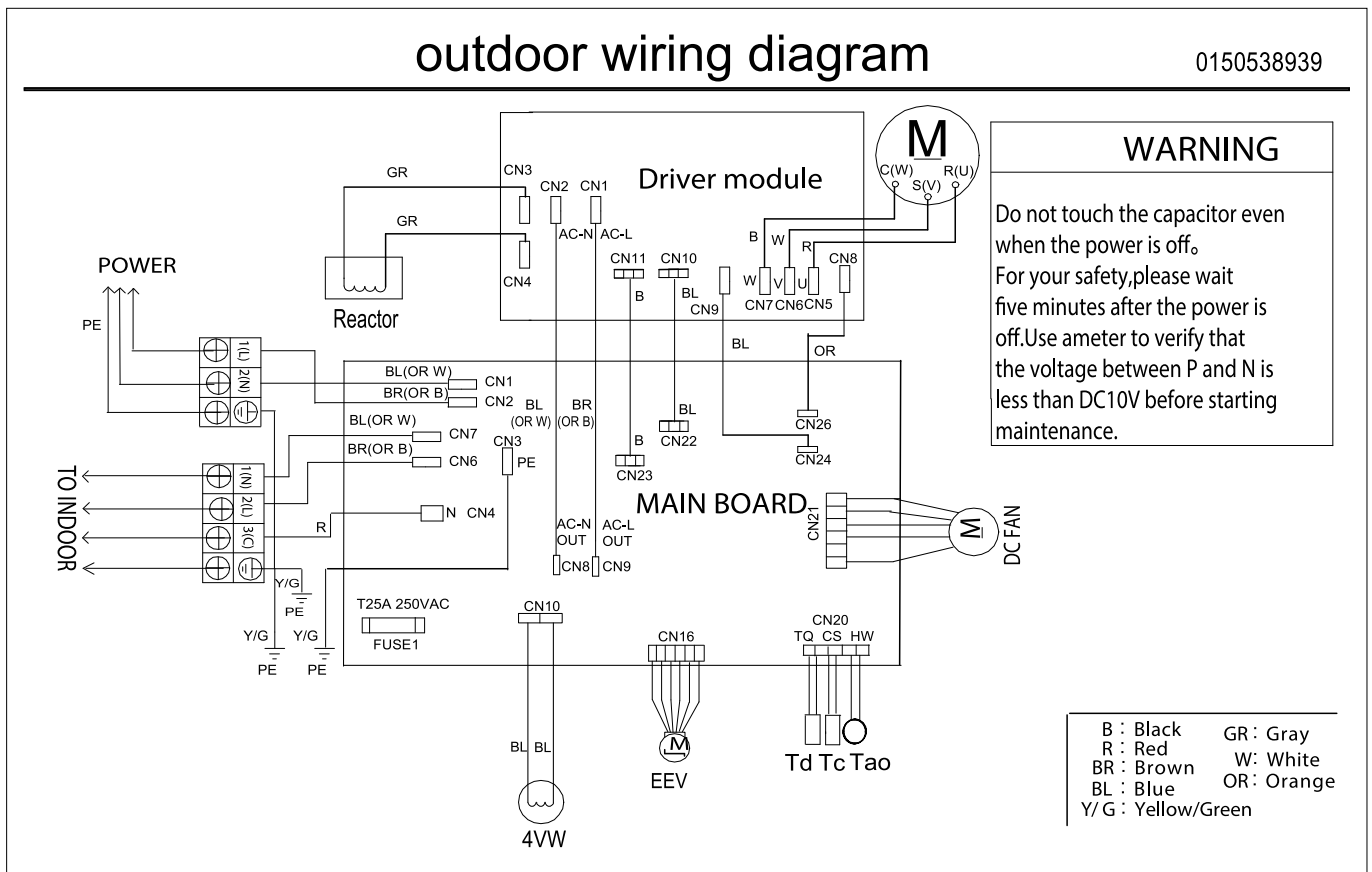 outdoor wiring diagram
0150538939
WARNING
Do not touch the capacitor even
when the power is off。
For your safety,please wait
five minutes after the power is
off.Use ameter to verify that
the voltage between P and N is
less than DC10V before starting
maintenance.
Driver module
CN3
CN2 CN1
AC-N AC-L
CN4
CN11 CN10
B
BL
CN9
W V U
CN7 CN6 CN5
CN8
B W R
M
C(W) S(V) R(U)
GR
GR
Reactor
POWER
PE
1(L)
2(N)
TO INDOOR
1(N)
2(L)
3(C)
BL(OR W)
CN1
BR(OR B)
CN2
BL(OR W)
CN7
BR(OR B)
CN6
R
N CN4
CN3
PE
BL
(OR W)
BR
(OR B)
B
CN23
BL
CN22
BL
OR
CN26
CN24
MAIN BOARD
AC-N
OUT
AC-L
OUT
CN8 CN9
CN21
M
DC FAN
Y/G
PE
Y/G
PE
Y/G
PE
T25A 250VAC
FUSE1
CN10
BL BL
4VW
CN16
M
EEV
CN20
TQ CS HW
Td Tc Tao
B : Black
R : Red
BR : Brown
BL : Blue
Y/ G : Yellow/Green
GR : Gray
W: White
OR: Orange